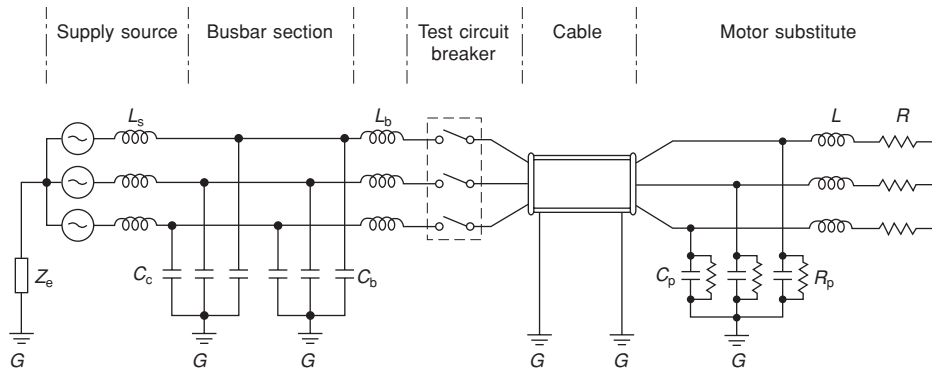 Supply source
Busbar section
Test circuit
breaker
Cable
Motor substitute
Ls
Lb
L
R
Ze
Cc
Cb
Cp
Rp
G
G
G
G
G
G